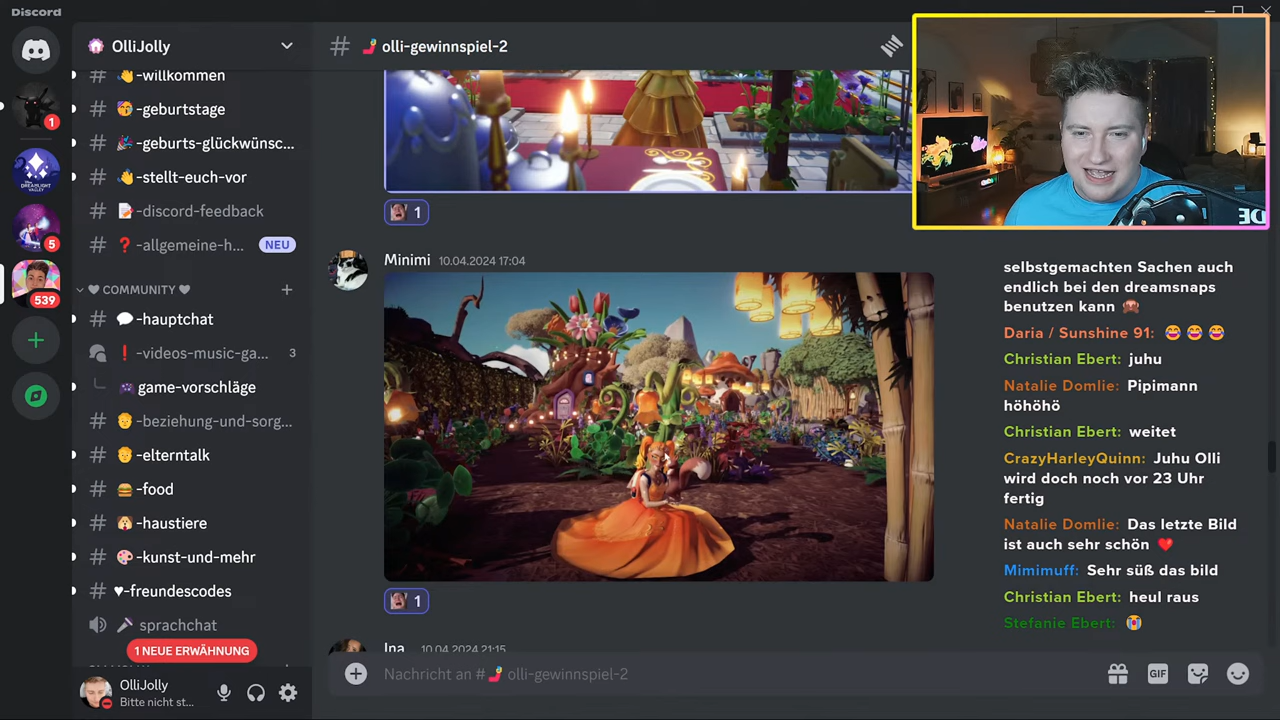 Discord
OlliJolly
# olli-gewinnspiel-2
# -willkommen
# -geburtstage
# -geburts-glückwünsc...
# -stellt-euch-vor
# -discord-feedback
# -allgemeine-h... NEU
1
5
539
COMMUNITY
# -hauptchat
-videos-music-ga... 3
game-vorschläge
# -beziehung-und-sorg...
# -elterntalk
# -food
# -haustiere
# -kunst-und-mehr
# -freundescodes
sprachchat
1 NEUE ERWÄHNUNG
OlliJolly
Bitte nicht st...
1
Minimi 10.04.2024 17:04
1
Ina 10.04.2024 21:15
Nachricht an # olli-gewinnspiel-2
GIF
selbstgemachten Sachen auch
endlich bei den dreamsnaps
benutzen kann
Daria / Sunshine 91:
Christian Ebert: juhu
Natalie Domlie: Pipimann
höhöhö
Christian Ebert: weitet
CrazyHarleyQuinn: Juhu Olli
wird doch noch vor 23 Uhr
fertig
Natalie Domlie: Das letzte Bild
ist auch sehr schön
Mimimuff: Sehr süß das bild
Christian Ebert: heul raus
Stefanie Ebert: